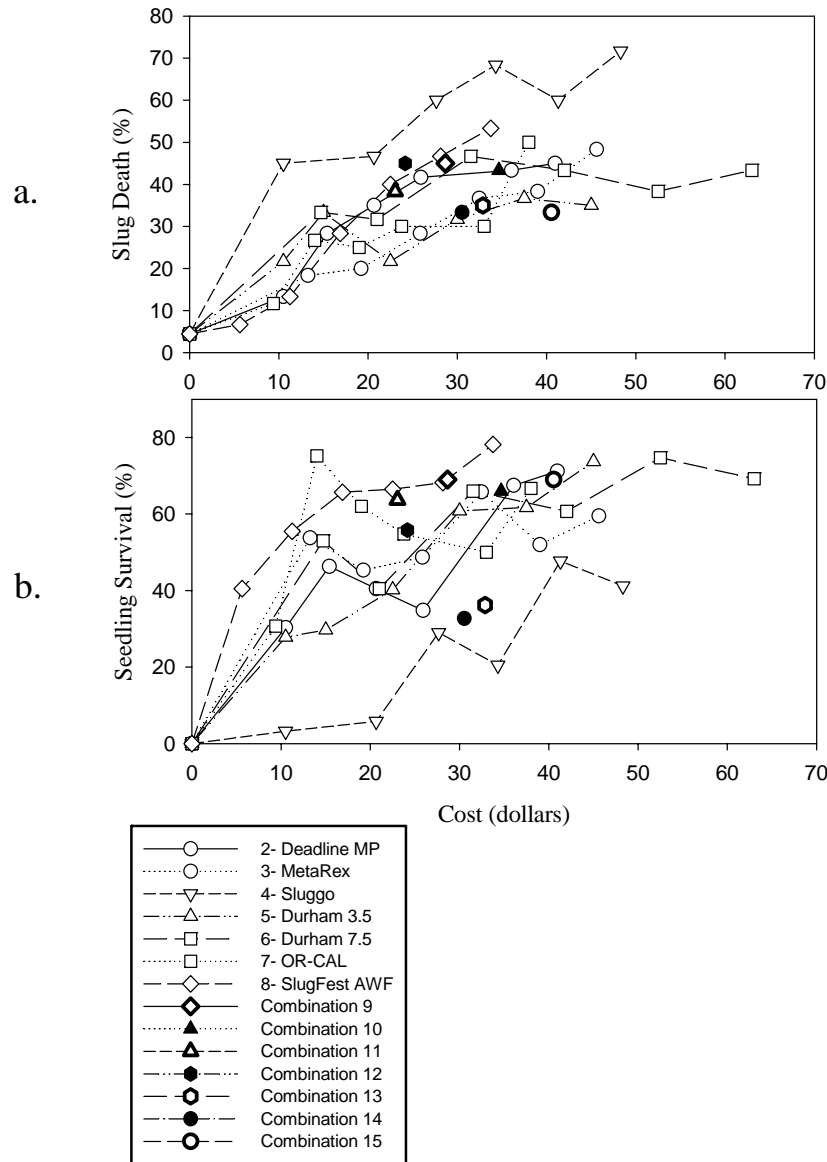 a.
Slug Death (%)
80
70
60
50
40
30
20
10
0
0 10 20 30 40 50 60 70
b.
Seedling Survival (%)
80
60
40
20
0
0 10 20 30 40 50 60 70
Cost (dollars)
2- Deadline MP
3- MetaRex
4- Sluggo
5- Durham 3.5
6- Durham 7.5
7- OR-CAL
8- SlugFest AWF
Combination 9
Combination 10
Combination 11
Combination 12
Combination 13
Combination 14
Combination 15